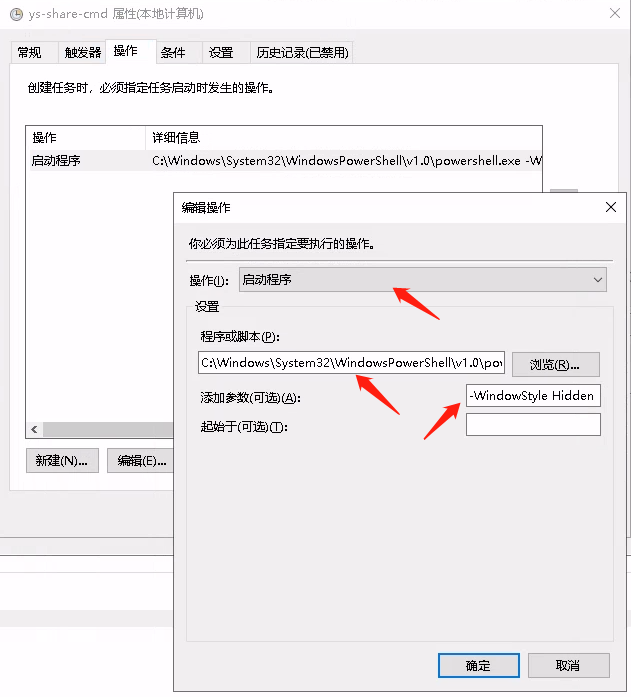 ys-share-cmd 属性(本地计算机)
常规 触发器 操作 条件 设置 历史记录(已禁用)
创建任务时，必须指定任务启动时发生的操作。
操作 详细信息
启动程序 C:\Windows\System32\WindowsPowerShell\v1.0\powershell.exe -W
新建(N)... 编辑(E)...
编辑操作
你必须为此任务指定要执行的操作。
操作(I): 启动程序
设置
程序或脚本(P):
C:\Windows\System32\WindowsPowerShell\v1.0\pow
浏览(R)...
添加参数(可选)(A): -WindowStyle Hidden
起始于(可选)(T):
确定 取消